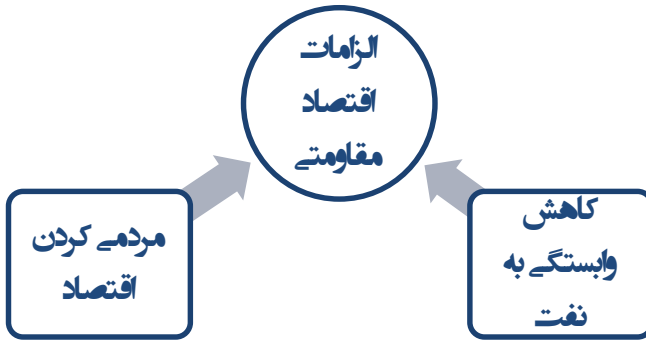 الزامات
اقتصاد
مقاومتی
کاهش
وابستگی به
نفت
مردمی کردن
اقتصاد